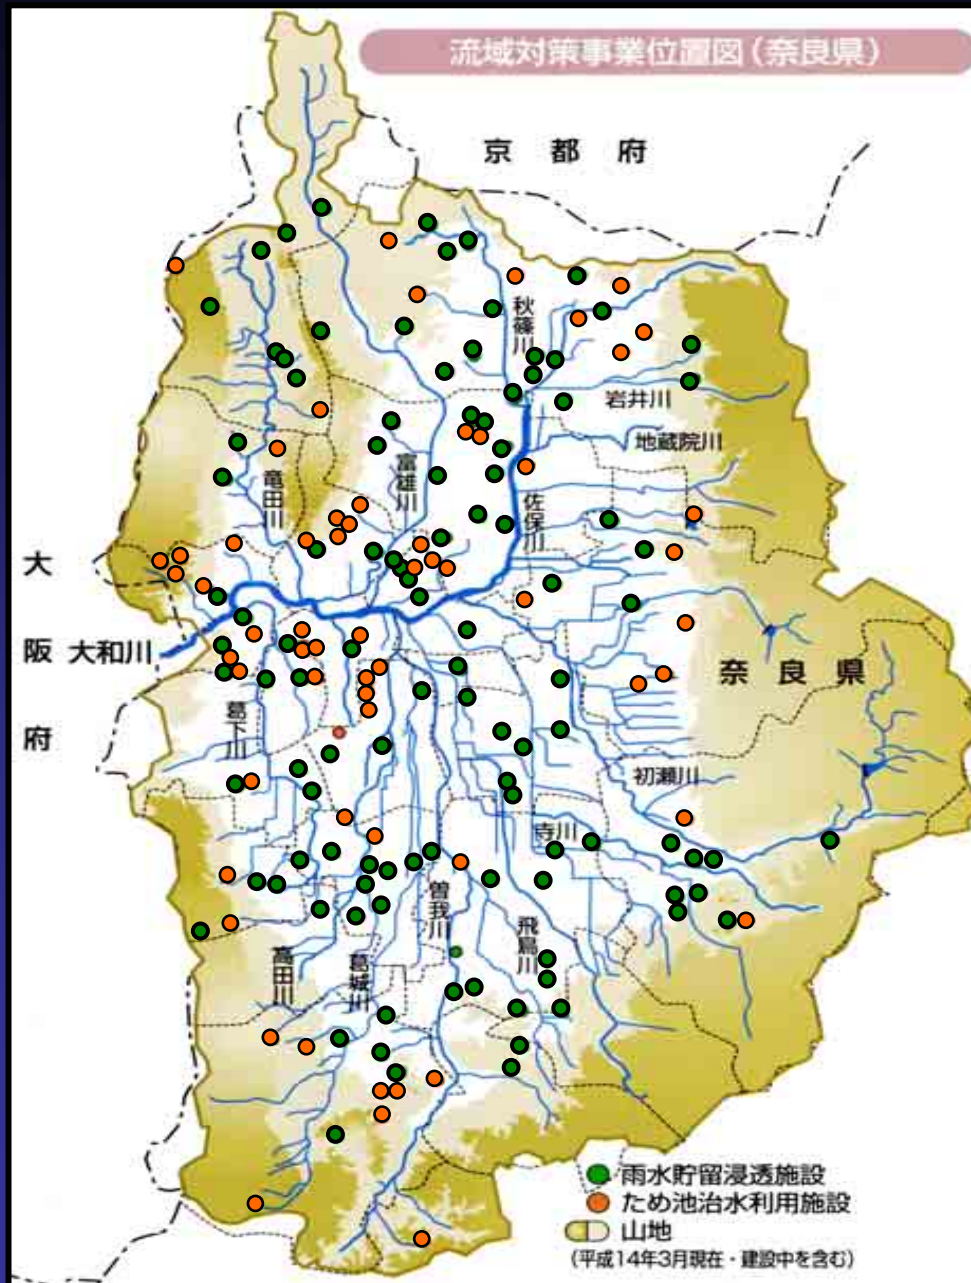 流域対策事業位置図（奈良県）
京都府
秋篠川
岩井川
地蔵院川
富雄川
竜田川
佐保川
大阪府
大和川
奈良県
葛下川
初瀬川
寺川
曽我川
飛鳥川
高田川
葛城川
雨水貯留浸透施設
ため池治水利用施設
山地
（平成14年3月現在・建設中を含む）